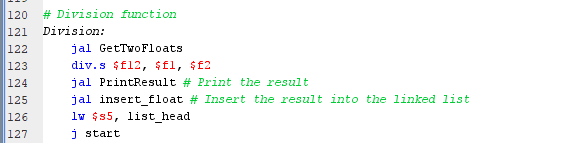 120 # Division function
121 Division:
122 jal GetTwoFloats
123 div.s $f12, $f1, $f2
124 jal PrintResult # Print the result
125 jal insert_float # Insert the result into the linked list
126 lw $s5, list_head
127 j start